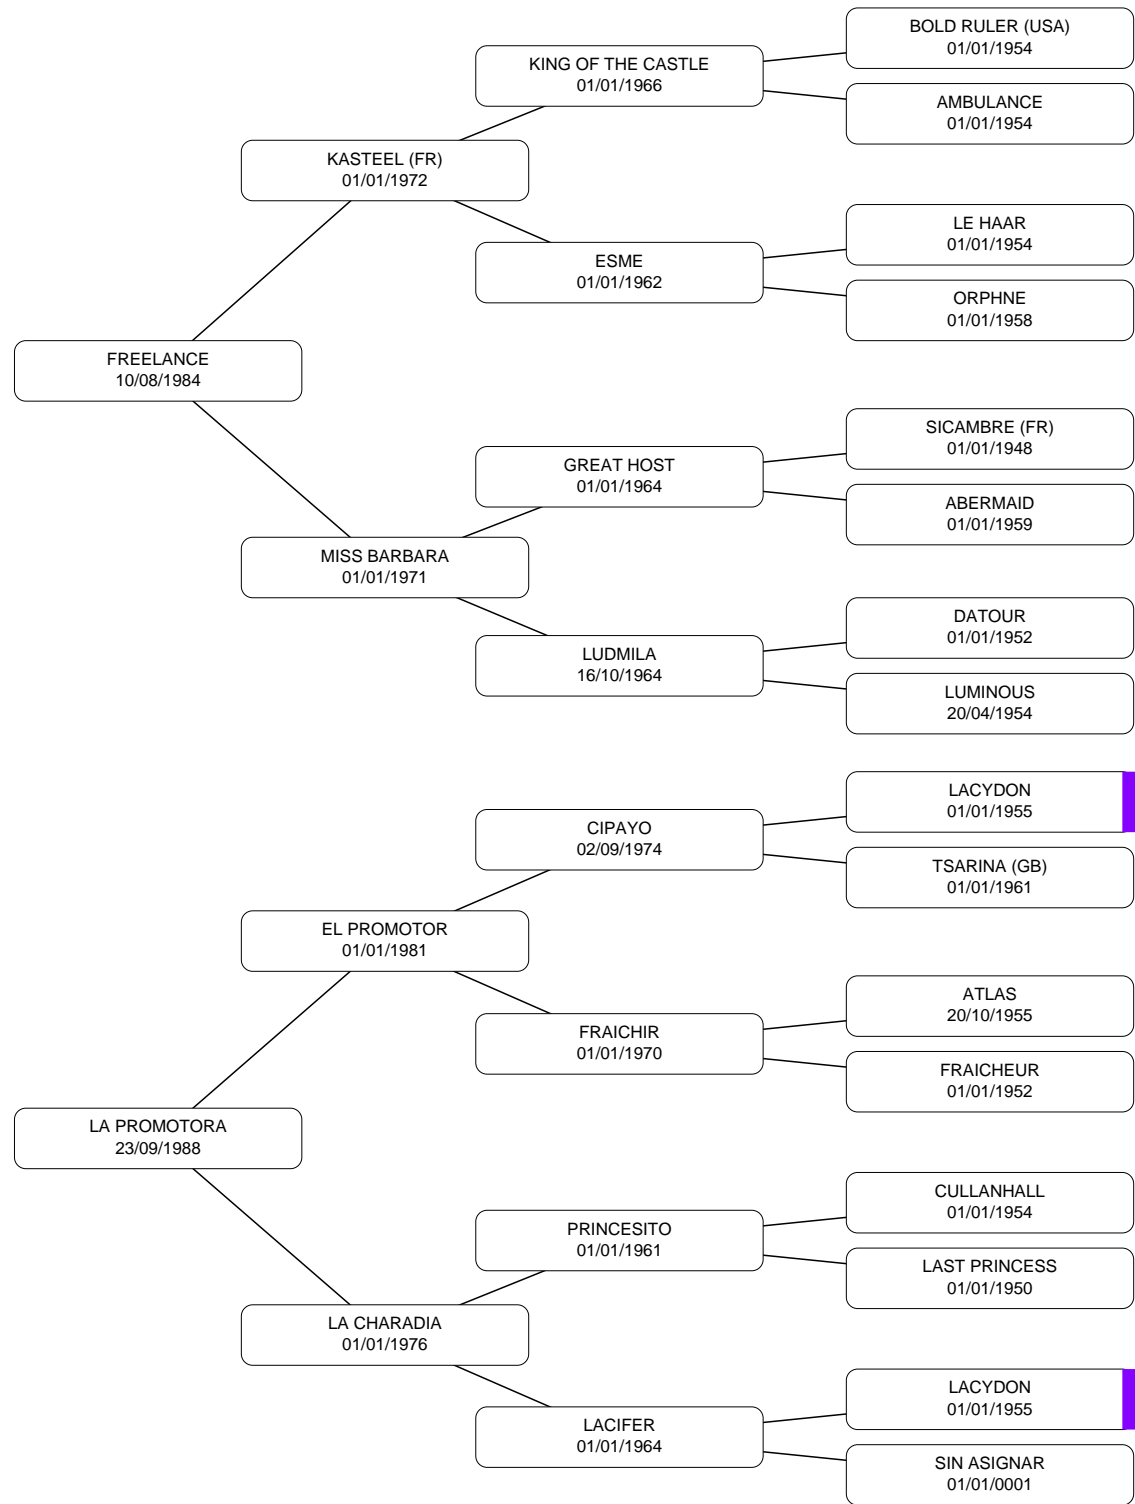 BOLD RULER (USA)
01/01/1954
KING OF THE CASTLE
01/01/1966
AMBULANCE
01/01/1954
KASTEEL (FR)
01/01/1972
LE HAAR
01/01/1954
ESME
01/01/1962
ORPHNE
01/01/1958
FREELANCE
10/08/1984
SICAMBRE (FR)
01/01/1948
GREAT HOST
01/01/1964
ABERMAID
01/01/1959
MISS BARBARA
01/01/1971
DATOUR
01/01/1952
LUDMILA
16/10/1964
LUMINOUS
20/04/1954
LACYDON
01/01/1955
CIPAYO
02/09/1974
TSARINA (GB)
01/01/1961
EL PROMOTOR
01/01/1981
ATLAS
20/10/1955
FRAICHIR
01/01/1970
FRAICHEUR
01/01/1952
LA PROMOTORA
23/09/1988
CULLANHALL
01/01/1954
PRINCESITO
01/01/1961
LAST PRINCESS
01/01/1950
LA CHARADIA
01/01/1976
LACYDON
01/01/1955
LACIFER
01/01/1964
SIN ASIGNAR
01/01/0001